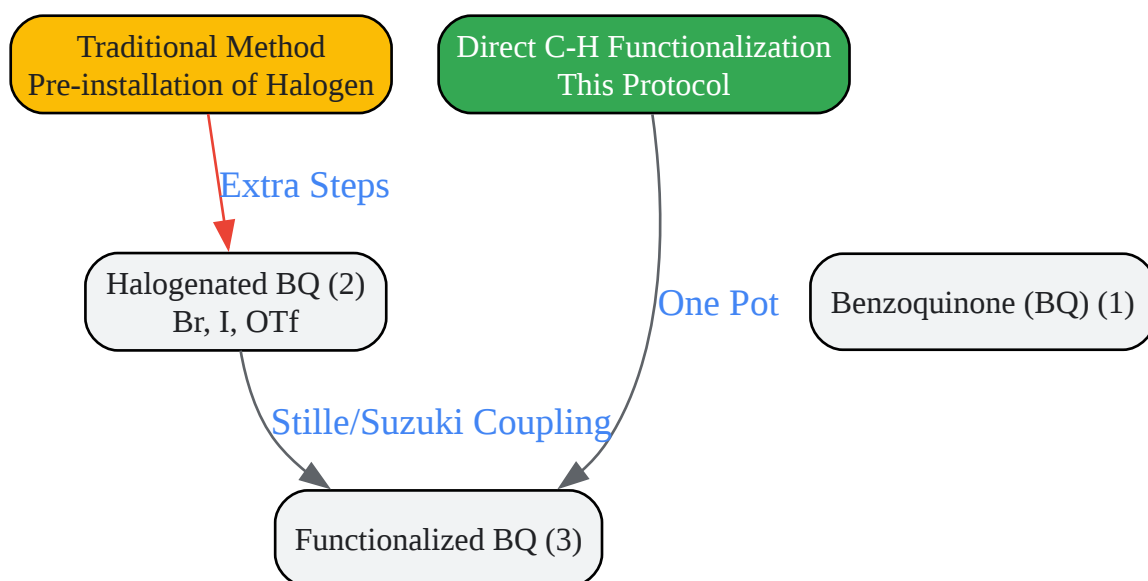 Traditional Method
Pre-installation of Halogen
Direct C-H Functionalization
This Protocol
Extra Steps
Halogenated BQ (2)
Br, I, OTf
One Pot
Benzoquinone (BQ) (1)
Stille/Suzuki Coupling
Functionalized BQ (3)